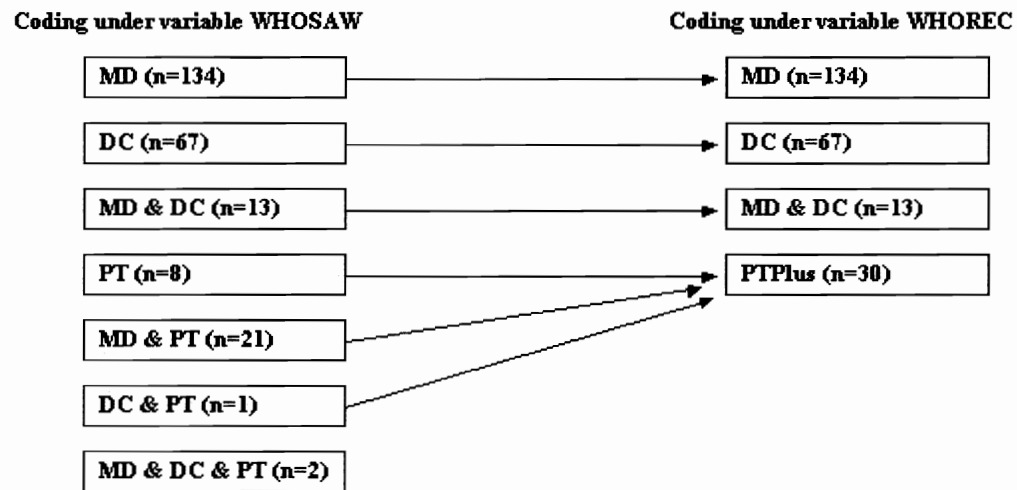 Coding under variable WHOSAW
Coding under variable WHOREC
MD (n=134)
MD (n=134)
DC (n=67)
DC (n=67)
MD & DC (n=13)
MD & DC (n=13)
PT (n=8)
PTPlus (n=30)
MD & PT (n=21)
DC & PT (n=1)
MD & DC & PT (n=2)